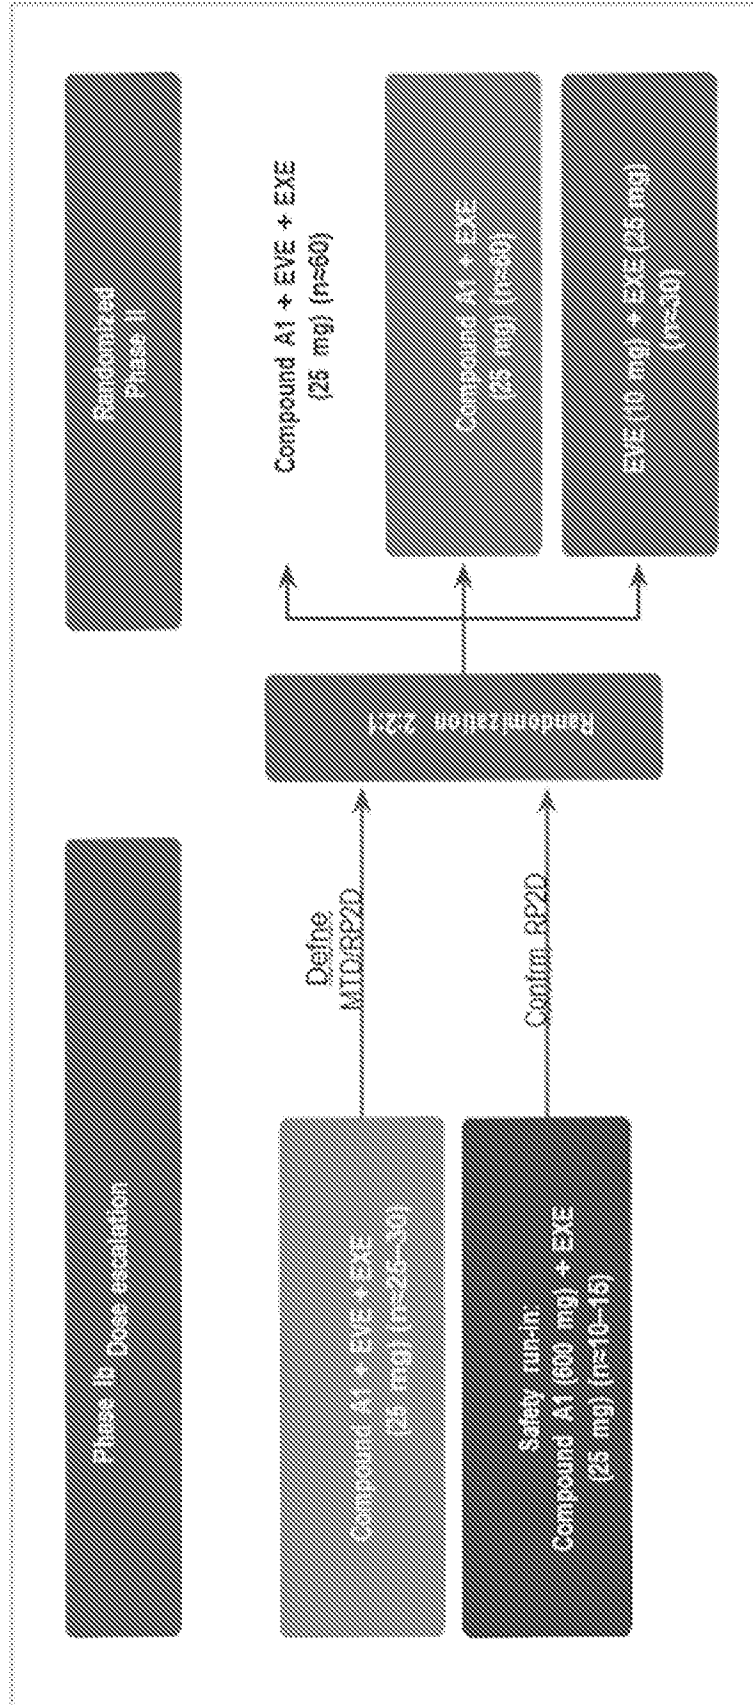 Phase Ib Dose escalation
Compound A1 + EVE + EXE
(25 mg) (n=25–30)
Safety run-in:
Compound A1 (600 mg) + EXE
(25 mg) (n=10–15)
Define
MTD/RP2D
Confirm RP2D
Randomization 2:2:1
Randomized
Phase II
Compound A1 + EVE + EXE
(25 mg) (n=60)
Compound A1 + EXE
(25 mg) (n=60)
EVE (10 mg) + EXE (25 mg)
(n=30)